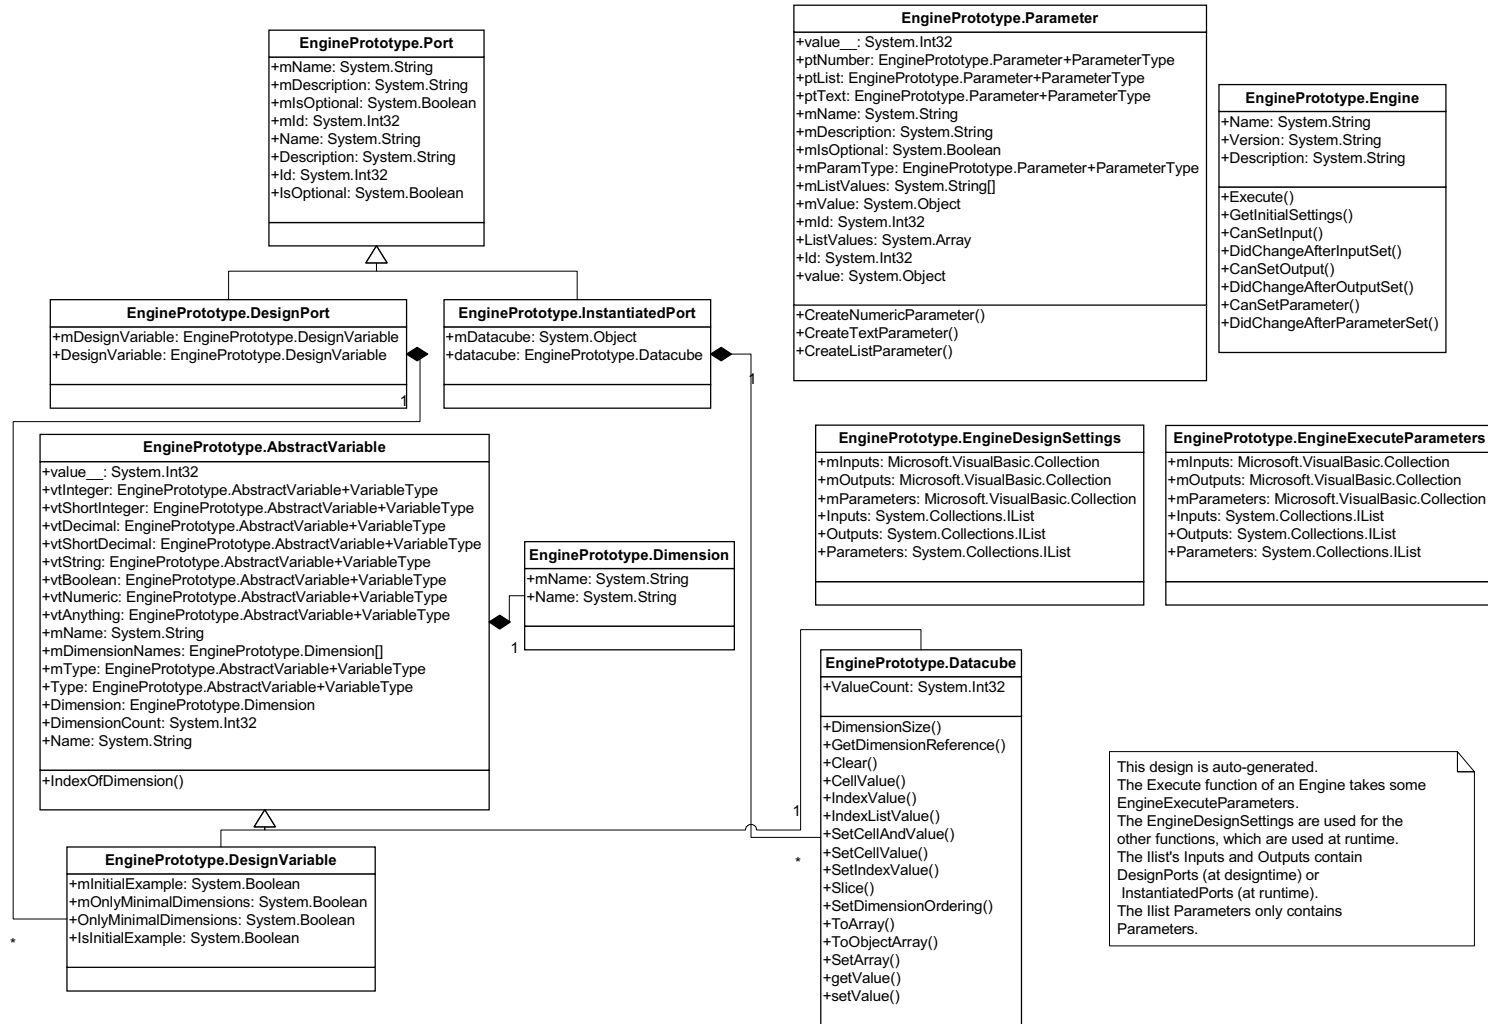 EnginePrototype.Port
+mName: System.String
+mDescription: System.String
+mIsOptional: System.Boolean
+mId: System.Int32
+Name: System.String
+Description: System.String
+Id: System.Int32
+IsOptional: System.Boolean
EnginePrototype.Parameter
+value__: System.Int32
+ptNumber: EnginePrototype.Parameter+ParameterType
+ptList: EnginePrototype.Parameter+ParameterType
+ptText: EnginePrototype.Parameter+ParameterType
+mName: System.String
+mDescription: System.String
+mIsOptional: System.Boolean
+mParamType: EnginePrototype.Parameter+ParameterType
+mListValues: System.String[]
+mValue: System.Object
+mId: System.Int32
+ListValues: System.Array
+Id: System.Int32
+value: System.Object
+CreateNumericParameter()
+CreateTextParameter()
+CreateListParameter()
EnginePrototype.Engine
+Name: System.String
+Version: System.String
+Description: System.String
+Execute()
+GetInitialSettings()
+CanSetInput()
+DidChangeAfterInputSet()
+CanSetOutput()
+DidChangeAfterOutputSet()
+CanSetParameter()
+DidChangeAfterParameterSet()
EnginePrototype.DesignPort
+mDesignVariable: EnginePrototype.DesignVariable
+DesignVariable: EnginePrototype.DesignVariable
1
EnginePrototype.InstantiatedPort
+mDatacube: System.Object
+datacube: EnginePrototype.Datacube
1
EnginePrototype.AbstractVariable
+value__: System.Int32
+vtInteger: EnginePrototype.AbstractVariable+VariableType
+vtShortInteger: EnginePrototype.AbstractVariable+VariableType
+vtDecimal: EnginePrototype.AbstractVariable+VariableType
+vtShortDecimal: EnginePrototype.AbstractVariable+VariableType
+vtString: EnginePrototype.AbstractVariable+VariableType
+vtBoolean: EnginePrototype.AbstractVariable+VariableType
+vtNumeric: EnginePrototype.AbstractVariable+VariableType
+vtAnything: EnginePrototype.AbstractVariable+VariableType
+mName: System.String
+mDimensionNames: EnginePrototype.Dimension[]
+mType: EnginePrototype.AbstractVariable+VariableType
+Type: EnginePrototype.AbstractVariable+VariableType
+Dimension: EnginePrototype.Dimension
+DimensionCount: System.Int32
+Name: System.String
+IndexOfDimension()
EnginePrototype.Dimension
+mName: System.String
+Name: System.String
1
EnginePrototype.EngineDesignSettings
+mInputs: Microsoft.VisualBasic.Collection
+mOutputs: Microsoft.VisualBasic.Collection
+mParameters: Microsoft.VisualBasic.Collection
+Inputs: System.Collections.IList
+Outputs: System.Collections.IList
+Parameters: System.Collections.IList
EnginePrototype.EngineExecuteParameters
+mInputs: Microsoft.VisualBasic.Collection
+mOutputs: Microsoft.VisualBasic.Collection
+mParameters: Microsoft.VisualBasic.Collection
+Inputs: System.Collections.IList
+Outputs: System.Collections.IList
+Parameters: System.Collections.IList
EnginePrototype.Datacube
+ValueCount: System.Int32
+DimensionSize()
+GetDimensionReference()
+Clear()
+CellValue()
+IndexValue()
+IndexListValue()
+SetCellAndValue()
+SetCellValue()
+SetIndexValue()
+Slice()
+SetDimensionOrdering()
+ToArray()
+ToObjectArray()
+SetArray()
+getValue()
+setValue()
1
*
EnginePrototype.DesignVariable
+mInitialExample: System.Boolean
+mOnlyMinimalDimensions: System.Boolean
+OnlyMinimalDimensions: System.Boolean
+IsInitialExample: System.Boolean
*
This design is auto-generated.
The Execute function of an Engine takes some
EngineExecuteParameters.
The EngineDesignSettings are used for the
other functions, which are used at runtime.
The Ilist's Inputs and Outputs contain
DesignPorts (at designtime) or
InstantiatedPorts (at runtime).
The Ilist Parameters only contains
Parameters.